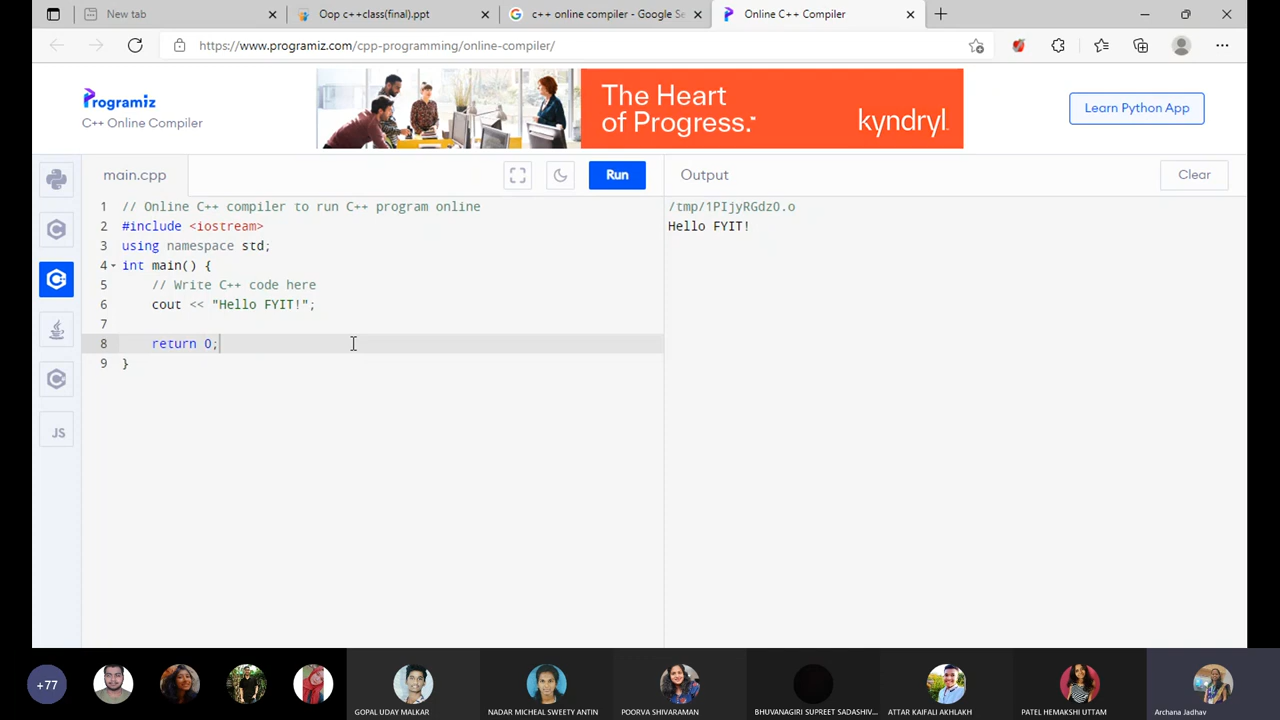 New tab
Oop c++class(final).ppt
c++ online compiler - Google Se
Online C++ Compiler
https://www.programiz.com/cpp-programming/online-compiler/
Programiz
C++ Online Compiler
The Heart
of Progress.™
kyndryl.
Learn Python App
main.cpp
Run
Output
Clear
1 // Online C++ compiler to run C++ program online
2 #include <iostream>
3 using namespace std;
4 int main() {
5 // Write C++ code here
6 cout << "Hello FYIT!";
7
8 return 0;
9 }
/tmp/1PIjyRGdz0.o
Hello FYIT!
JS
+77
GOPAL UDAY MALKAR
NADAR MICHEAL SWEETY ANTIN
POORVA SHIVARAMAN
BHUVANAGIRI SUPREET SADASHIV...
ATTAR KAIFALI AKHLAKH
PATEL HEMAKSHI UTTAM
Archana Jadhav